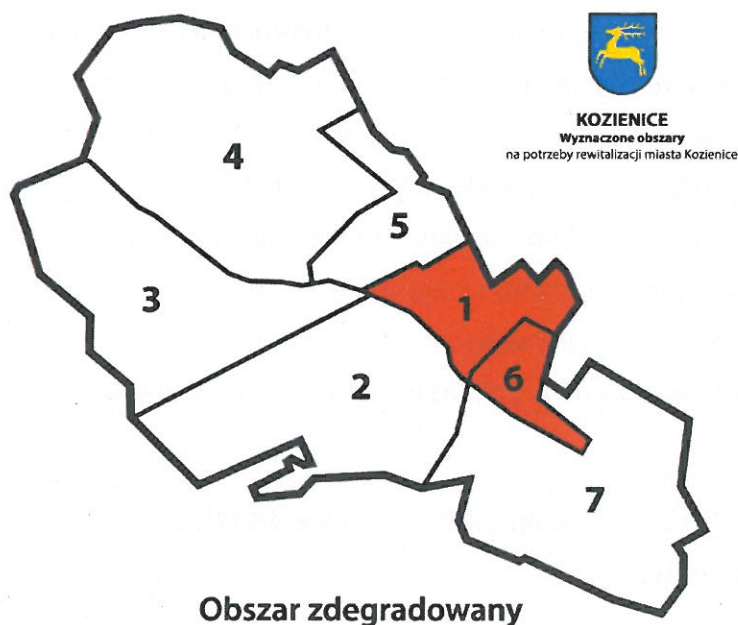 KOZIENICE
Wyznaczone obszary
na potrzeby rewitalizacji miasta Kozienice
4
5
3
1
2
6
7
Obszar zdegradowany